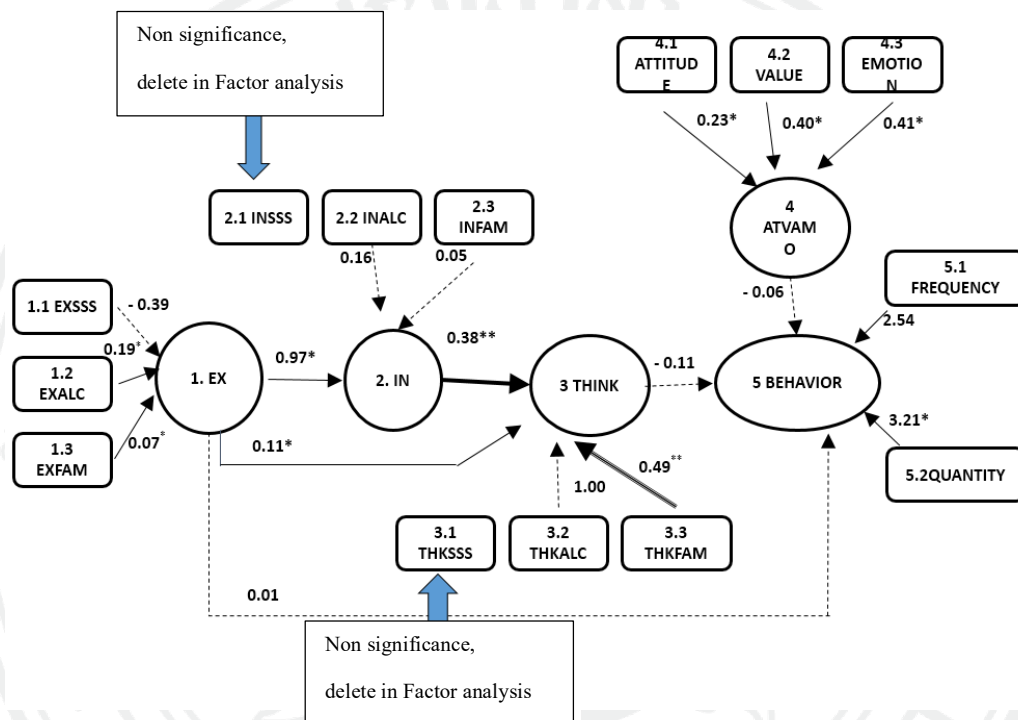 Non significance,
delete in Factor analysis
4.1
ATTITUD
E
4.2
VALUE
4.3
EMOTIO
N
0.23*
0.40*
0.41*
2.1 INSSS
2.2 INALC
2.3
INFAM
4
ATVAM
O
0.16
0.05
5.1
FREQUENCY
1.1 EXSSS
- 0.39
- 0.06
2.54
0.19*
0.38**
1.2
EXALC
1. EX
0.97*
2. IN
3 THINK
- 0.11
5 BEHAVIOR
1.3
EXFAM
0.07*
0.11*
3.21*
0.49**
1.00
5.2QUANTITY
3.1
THKSSS
3.2
THKALC
3.3
THKFAM
0.01
Non significance,
delete in Factor analysis